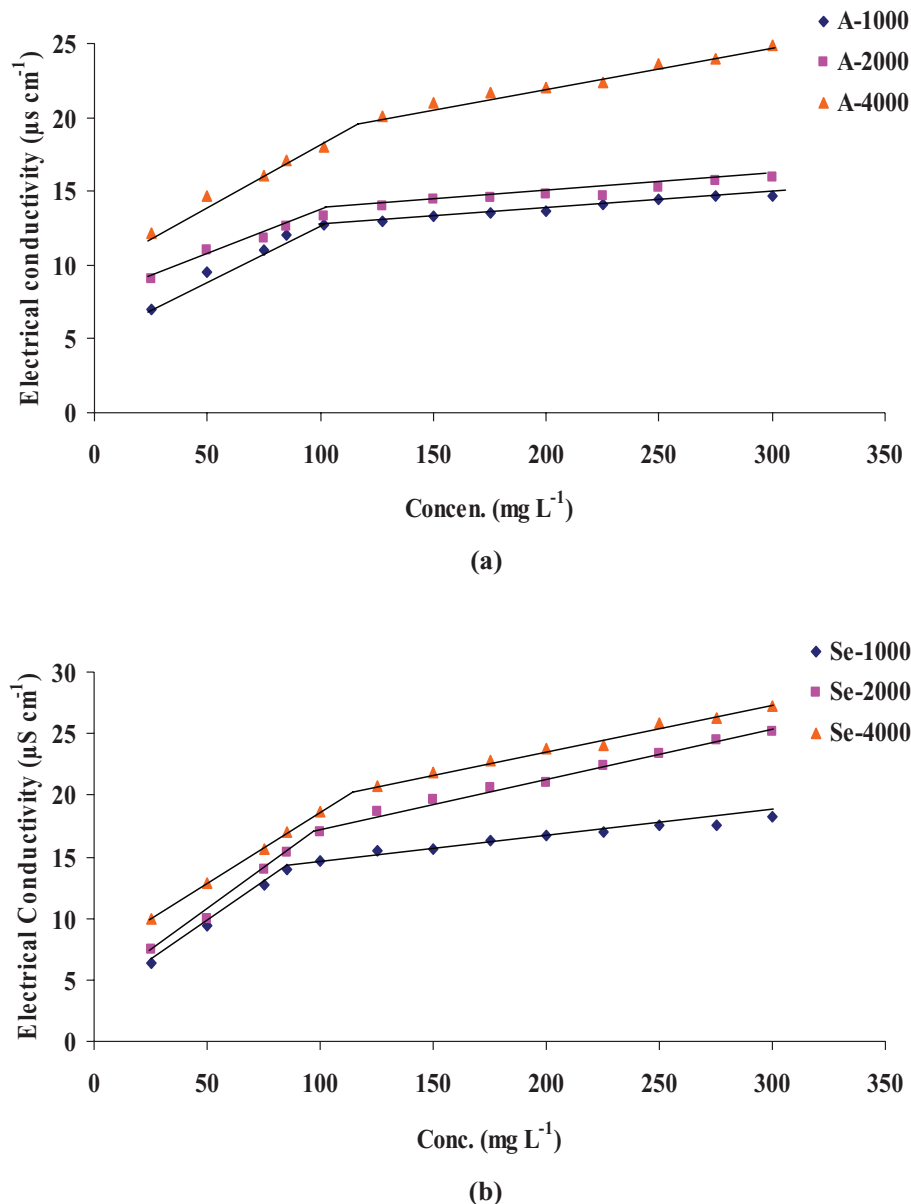 A-1000
A-2000
A-4000
Electrical conductivity (µs cm⁻¹)
25
20
15
10
5
0
0 50 100 150 200 250 300 350
Concen. (mg L⁻¹)
(a)
Se-1000
Se-2000
Se-4000
Electrical Conductivity (µS cm⁻¹)
30
25
20
15
10
5
0
0 50 100 150 200 250 300 350
Conc. (mg L⁻¹)
(b)